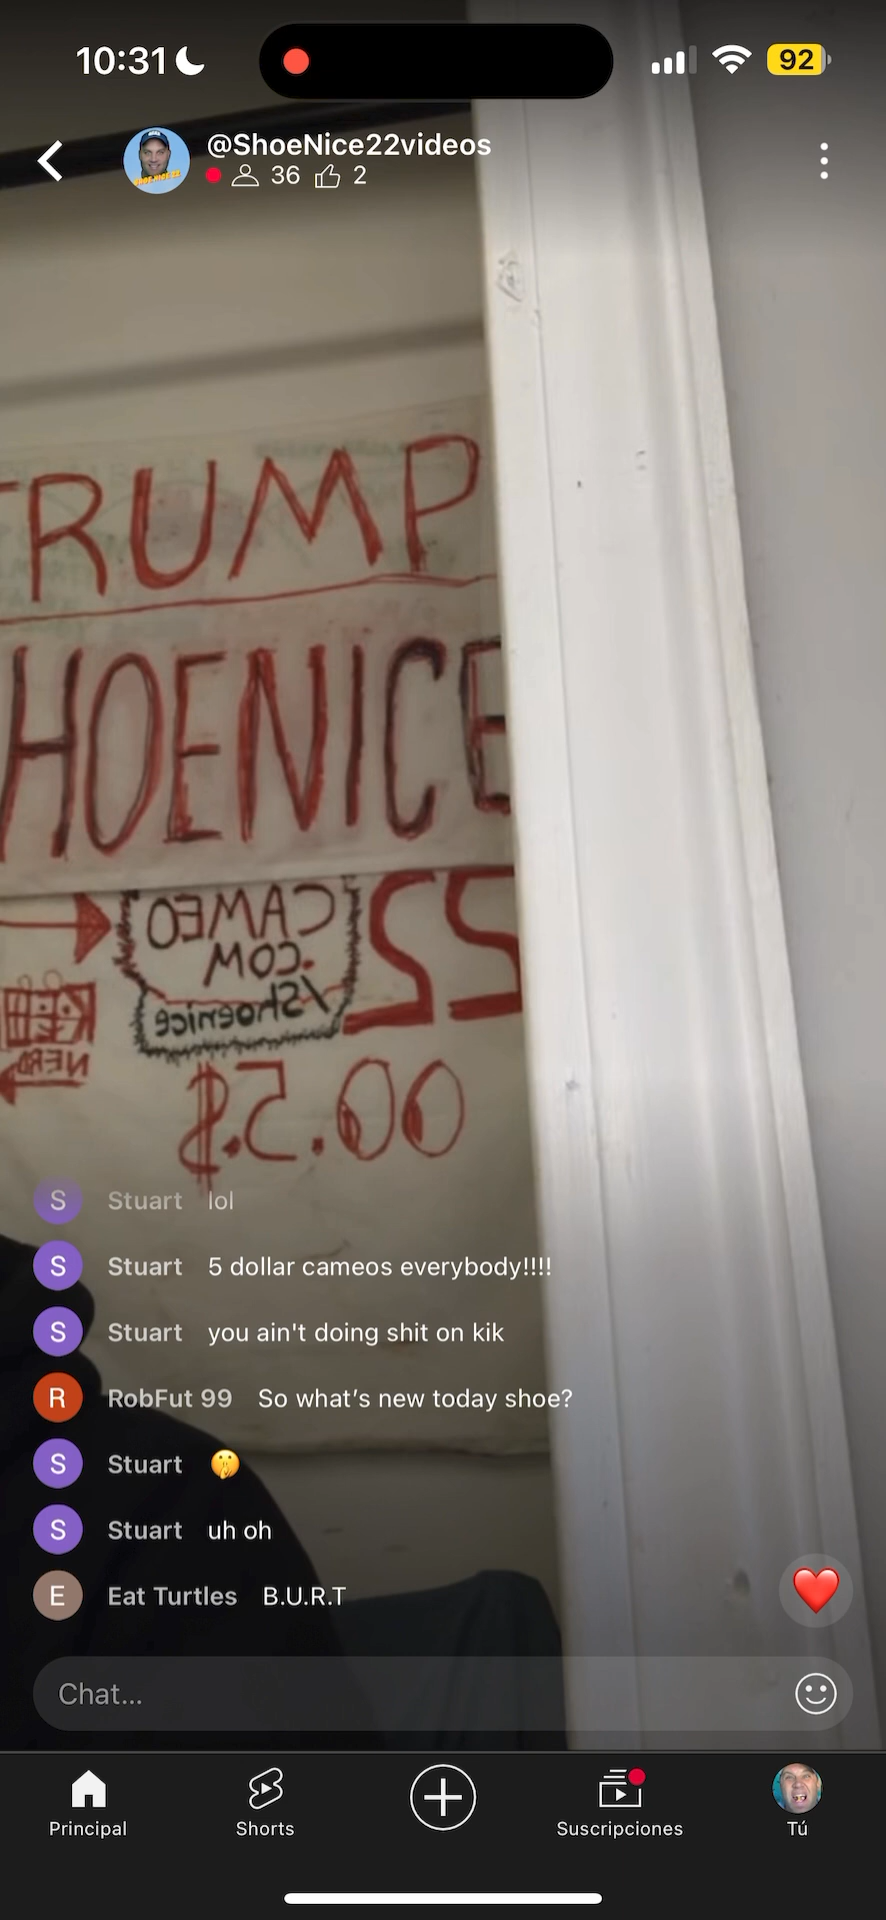 10:31
92
@ShoeNice22videos
36 2
TRUMP
HOENICE
CAMEO
22
.COM
/Shoenice
NERD
$.5.00
Stuart lol
Stuart 5 dollar cameos everybody!!!!
Stuart you ain't doing shit on kik
RobFut 99 So what’s new today shoe?
Stuart 🤫
Stuart uh oh
Eat Turtles B.U.R.T
Chat...
Principal Shorts Suscripciones Tú